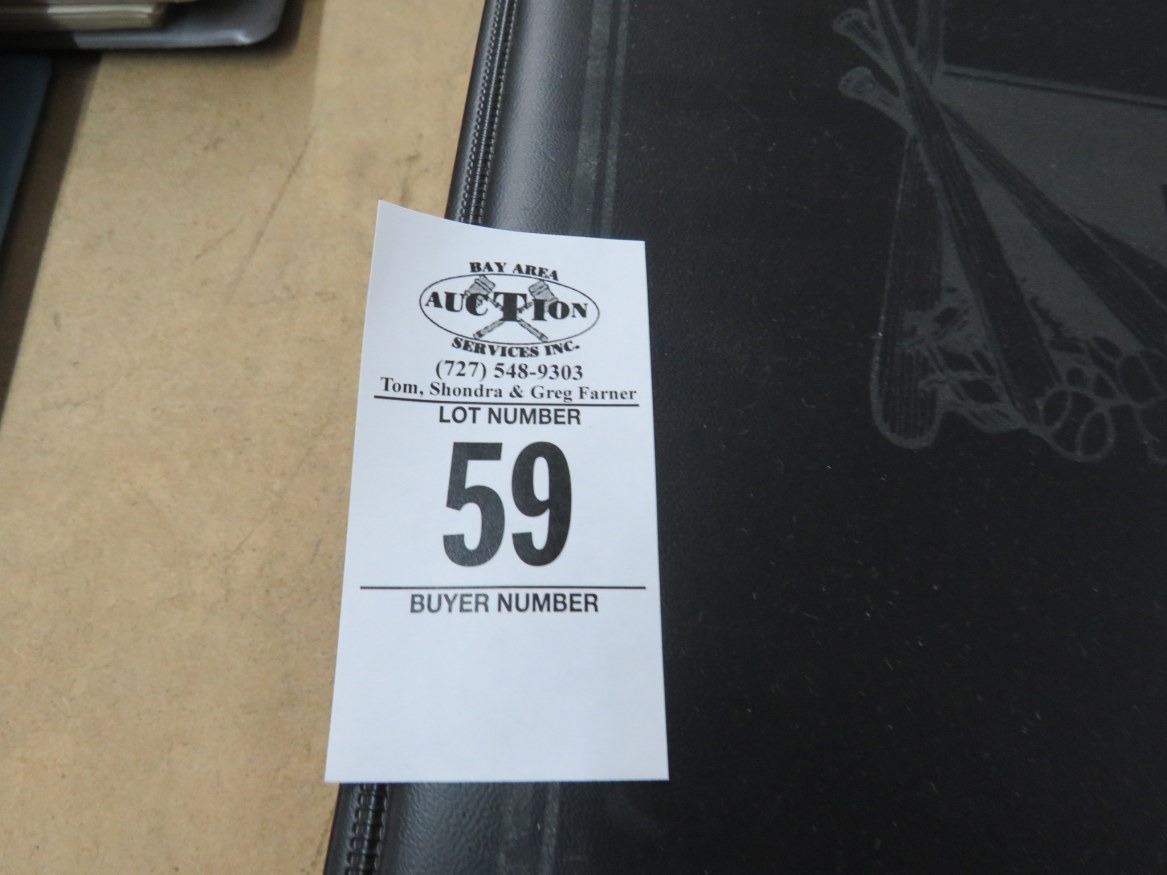 BAY AREA
AUCTION
SERVICES INC.
(727) 548-9303
Tom, Shondra & Greg Farner
LOT NUMBER
59
BUYER NUMBER